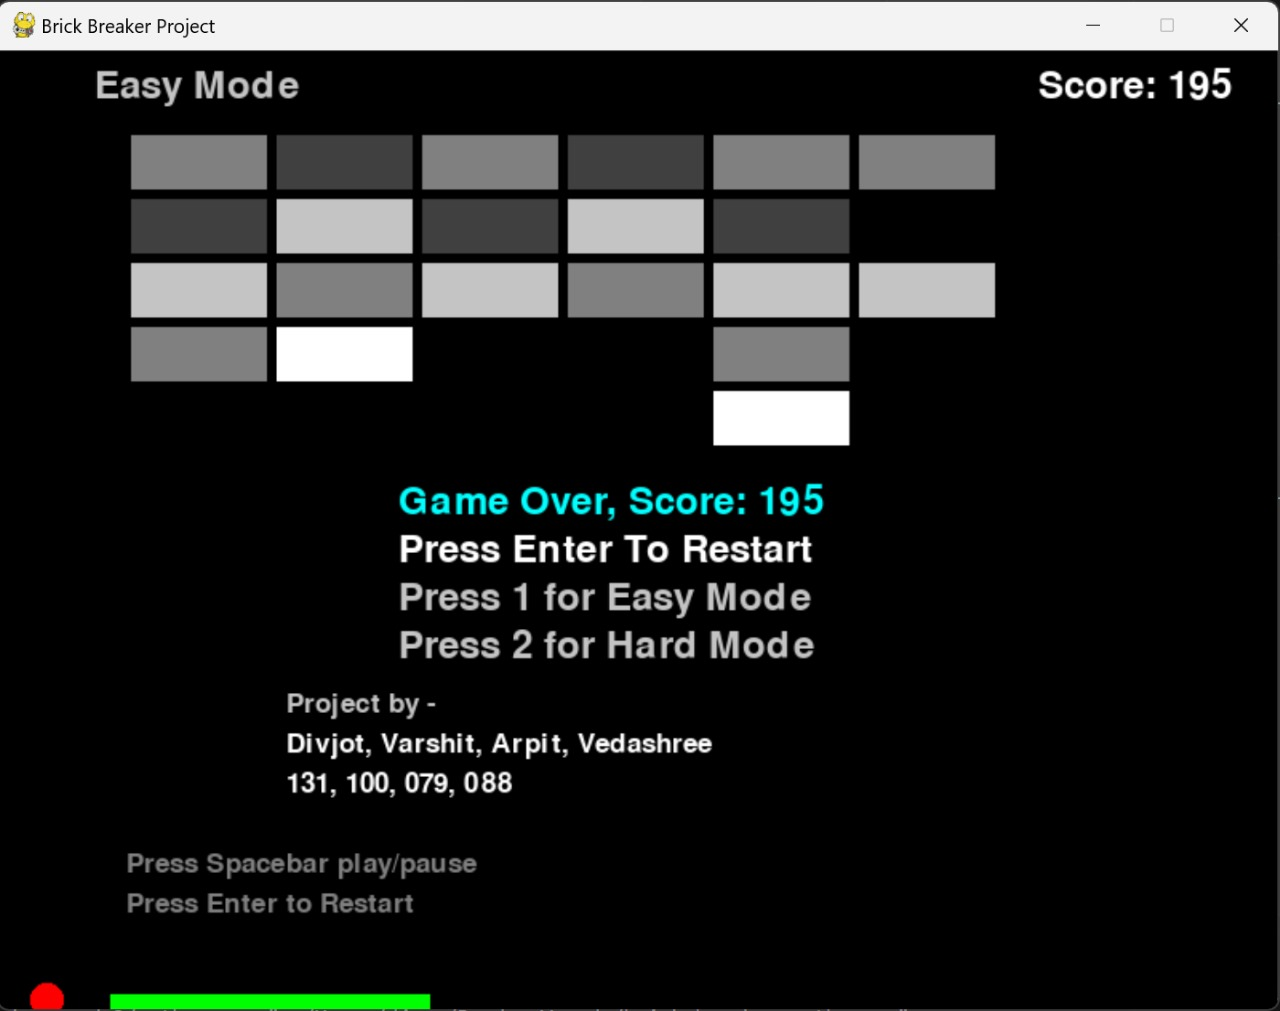 Brick Breaker Project
Easy Mode
Score: 195
Game Over, Score: 195
Press Enter To Restart
Press 1 for Easy Mode
Press 2 for Hard Mode
Project by -
Divjot, Varshit, Arpit, Vedashree
131, 100, 079, 088
Press Spacebar play/pause
Press Enter to Restart